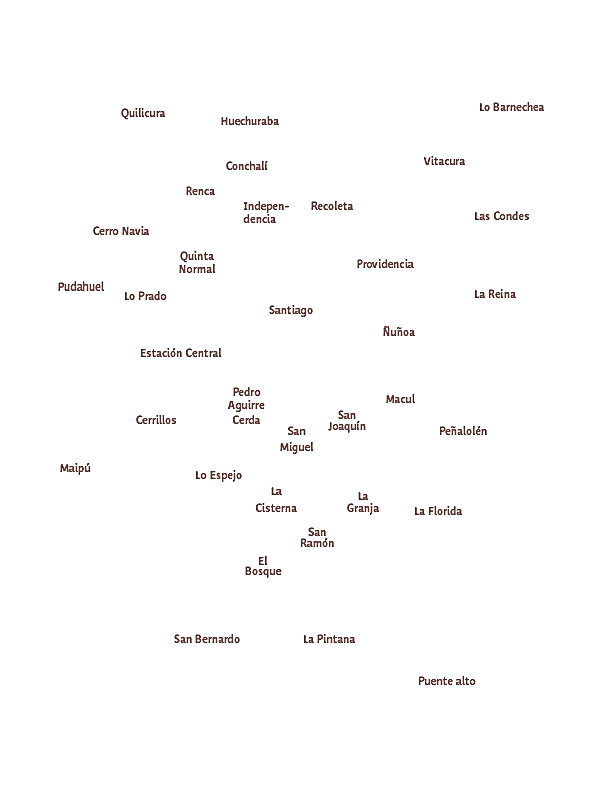 Lo Barnechea
Quilicura
Huechuraba
Vitacura
Conchalí
Renca
Indepen-
dencia
Recoleta
Las Condes
Cerro Navia
Quinta
Normal
Providencia
Pudahuel
Lo Prado
La Reina
Santiago
Ñuñoa
Estación Central
Pedro
Aguirre
Cerda
Macul
Cerrillos
San
Joaquín
San
Miguel
Peñalolén
Maipú
Lo Espejo
La
Cisterna
La
Granja
La Florida
San
Ramón
El
Bosque
San Bernardo
La Pintana
Puente alto